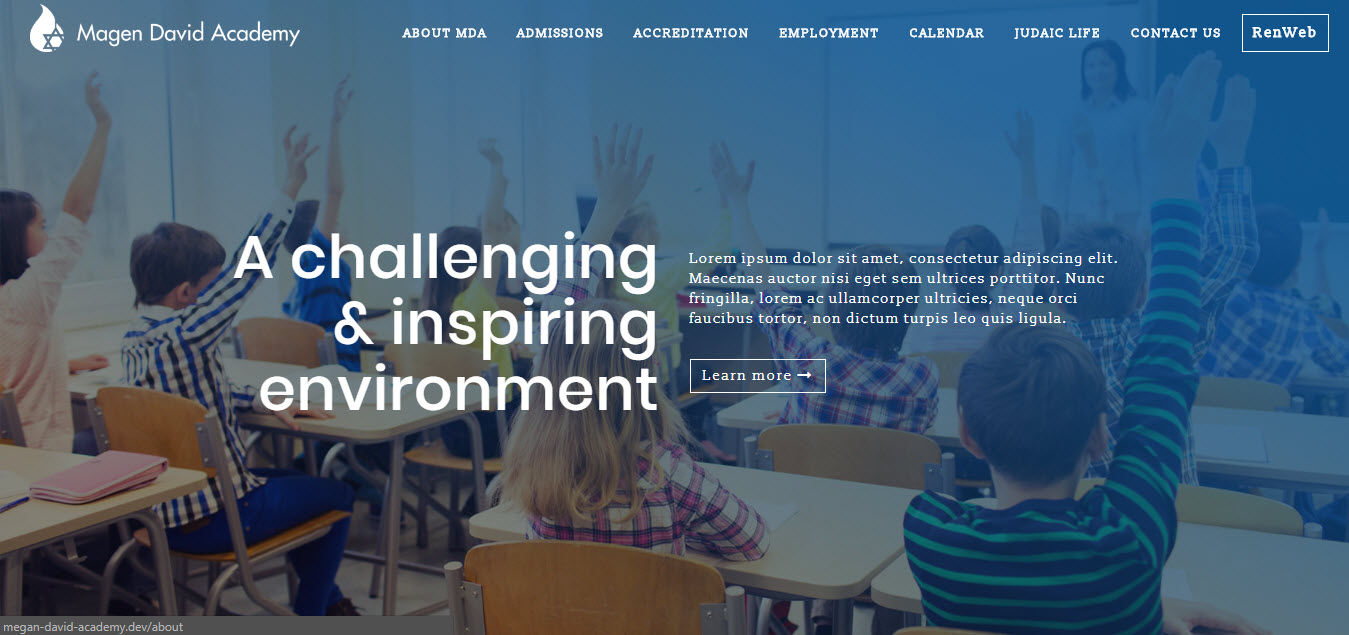 Magen David Academy
ABOUT MDA ADMISSIONS ACCREDITATION EMPLOYMENT CALENDAR JUDAIC LIFE CONTACT US RenWeb
A challenging
& inspiring
environment
Lorem ipsum dolor sit amet, consectetur adipiscing elit.
Maecenas auctor nisi eget sem ultrices porttitor. Nunc
fringilla, lorem ac ullamcorper ultricies, neque orci
faucibus tortor, non dictum turpis leo quis ligula.
Learn more →
megan-david-academy.dev/about